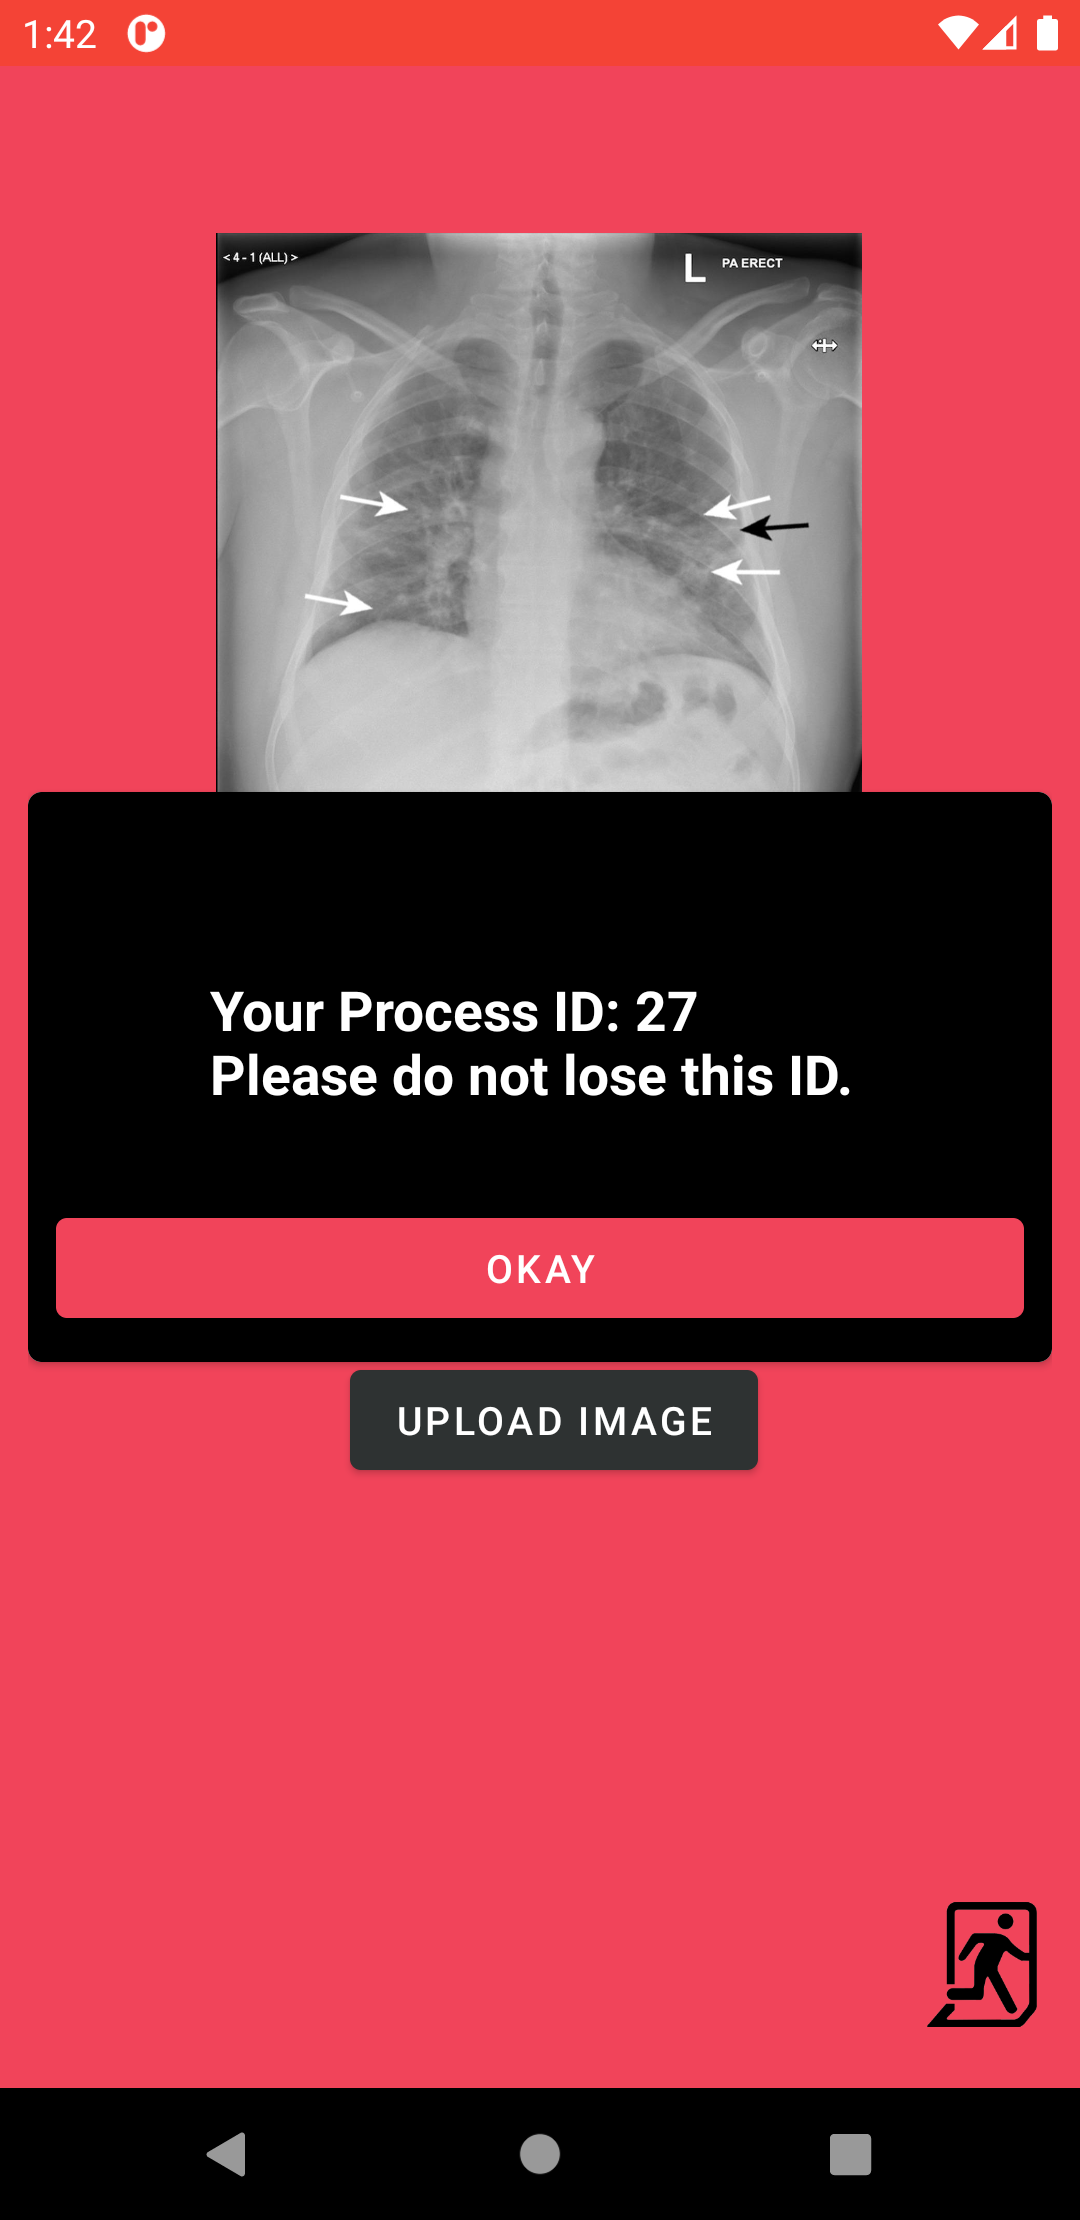 1:42
< 4 - 1 (ALL) >
L PA ERECT
Your Process ID: 27
Please do not lose this ID.
OKAY
UPLOAD IMAGE